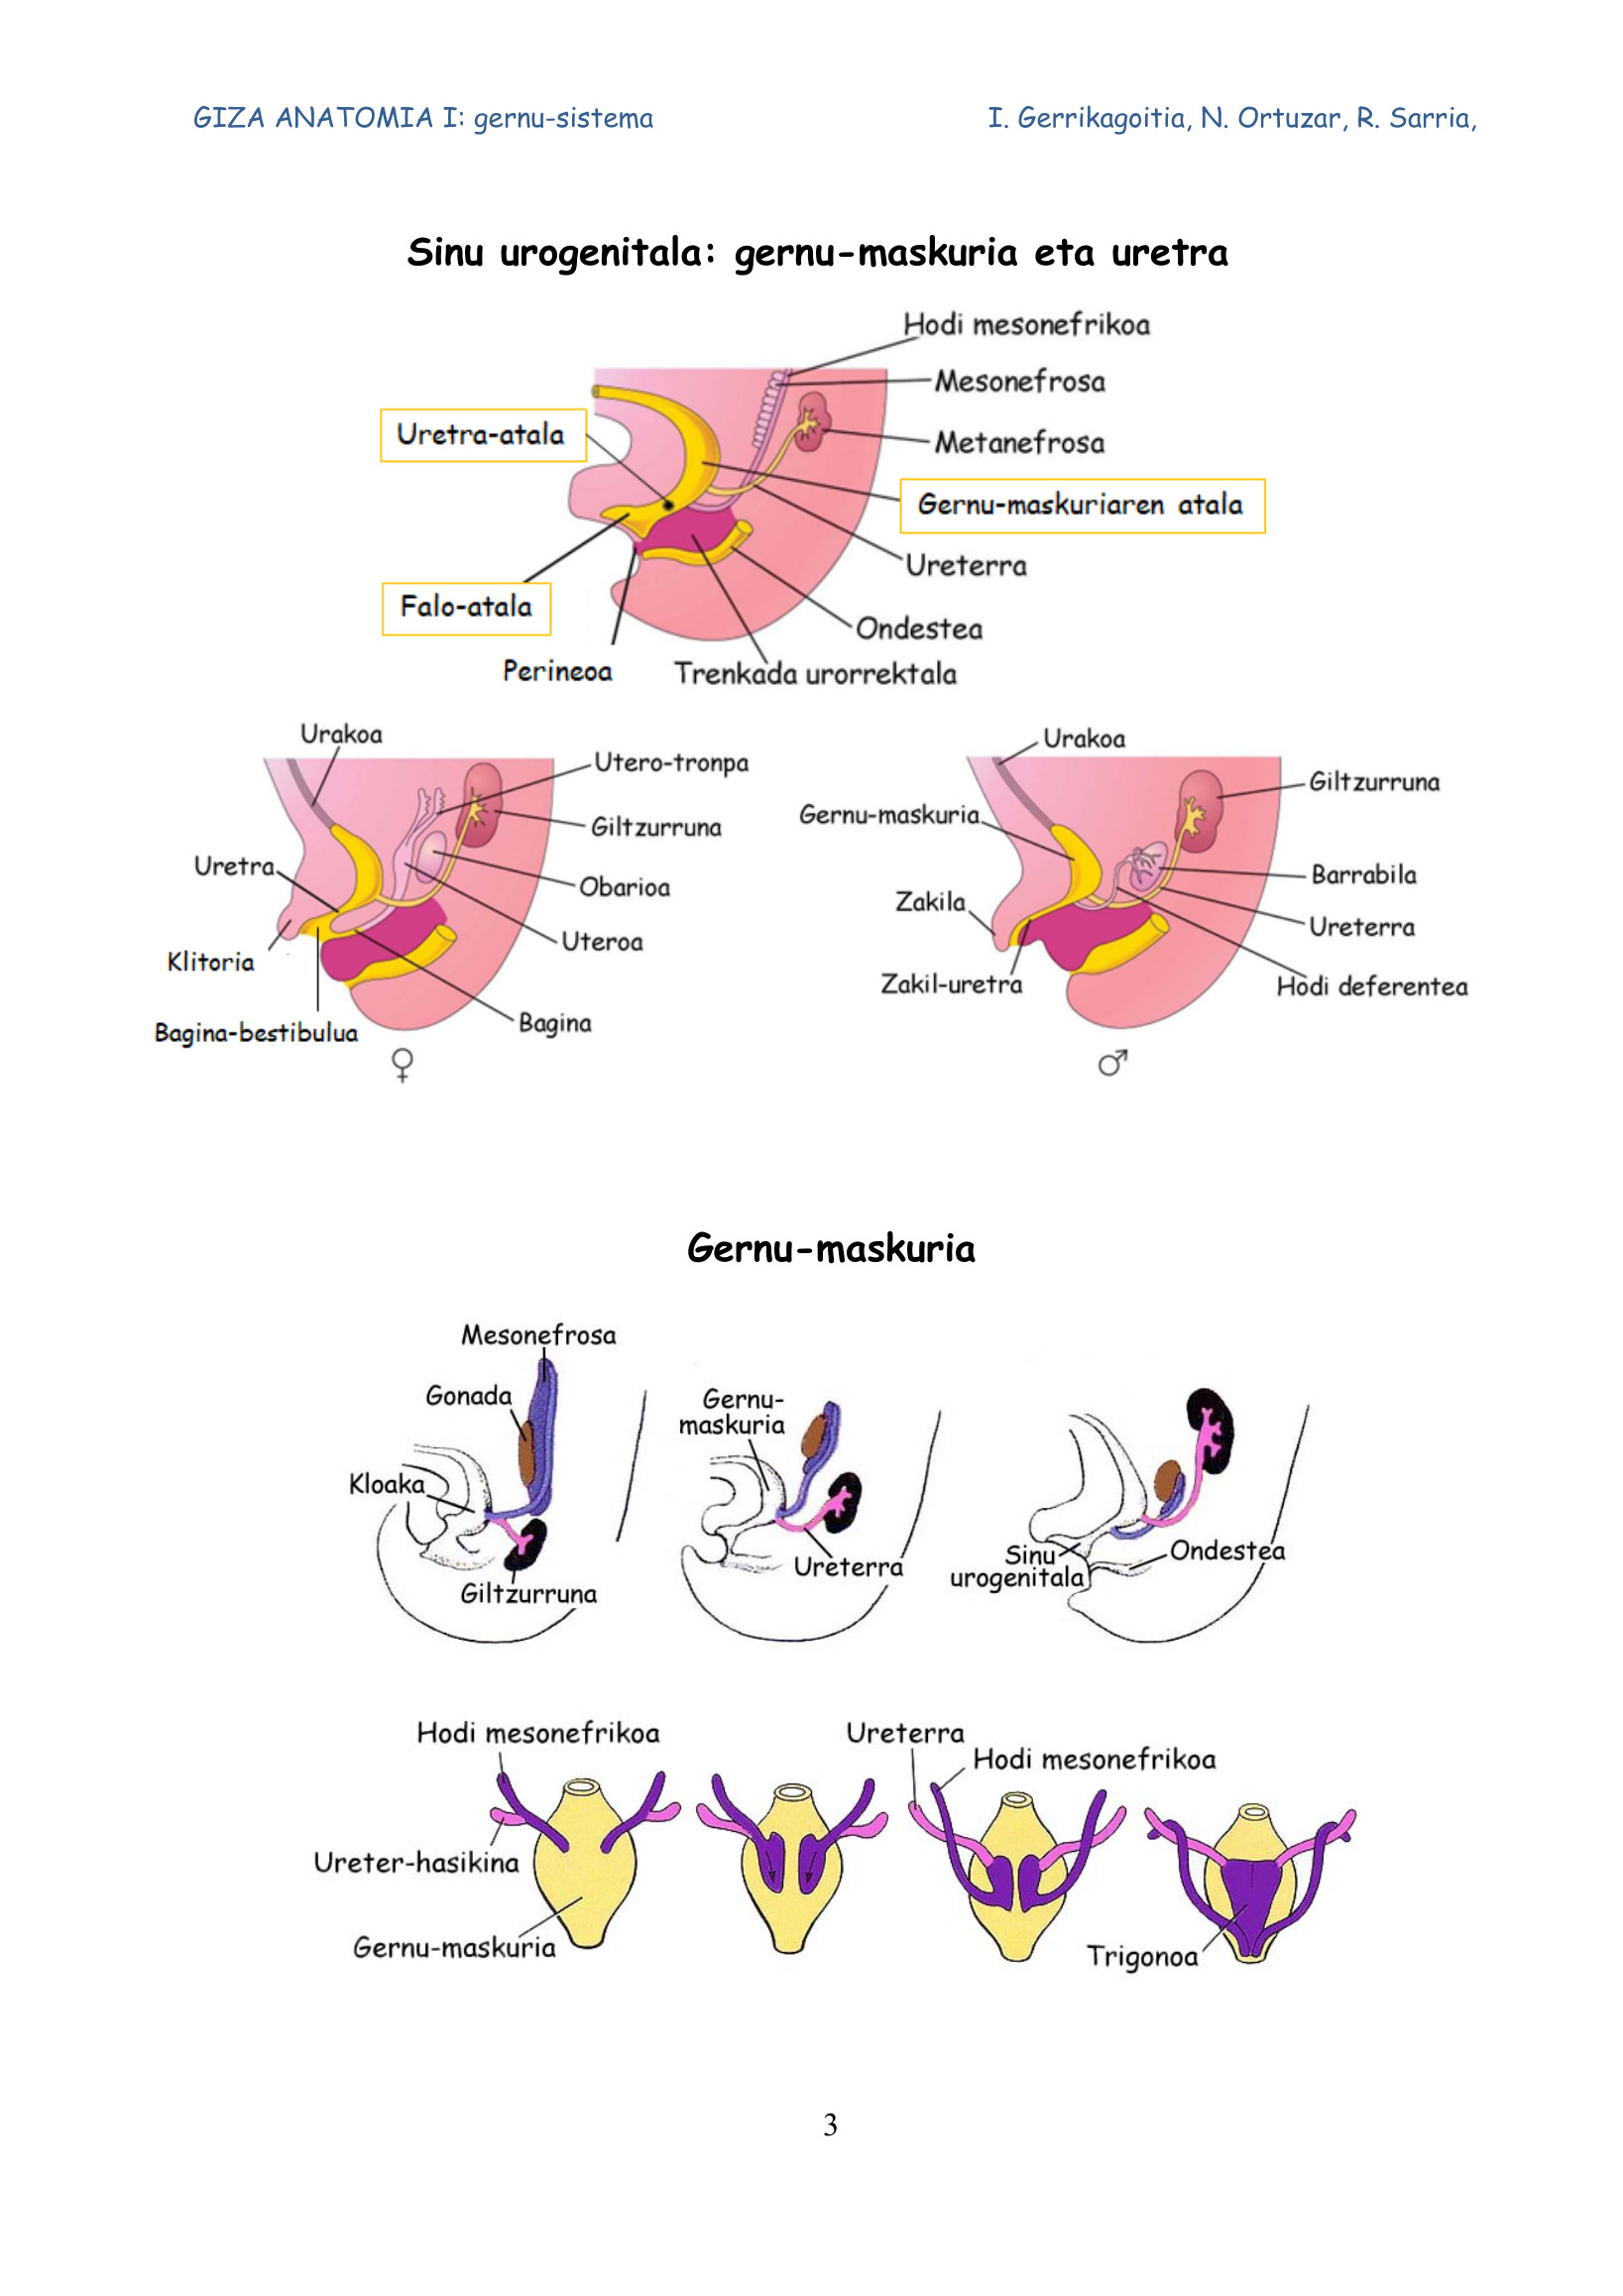 GIZA ANATOMIA I: gernu-sistema I. Gerrikagoitia, N. Ortuzar, R. Sarria,
Sinu urogenitala: gernu-maskuria eta uretra
Hodi mesonefrikoa
Mesonefrosa
Uretra-atala
Metanefrosa
Gernu-maskuriaren atala
Ureterra
Falo-atala
Ondestea
Perineoa
Trenkada urorrektala
Urakoa
Utero-tronpa
Giltzurruna
Uretra
Obarioa
Uteroa
Klitoria
Bagina
Bagina-bestibulua
♀
Urakoa
Giltzurruna
Gernu-maskuria
Barrabila
Zakila
Ureterra
Zakil-uretra
Hodi deferentea
♂
Gernu-maskuria
Mesonefrosa
Gonada
Kloaka
Giltzurruna
Gernu-
maskuria
Ureterra
Sinu
urogenitala
Ondestea
Hodi mesonefrikoa
Ureter-hasikina
Gernu-maskuria
Ureterra
Hodi mesonefrikoa
Trigonoa
3